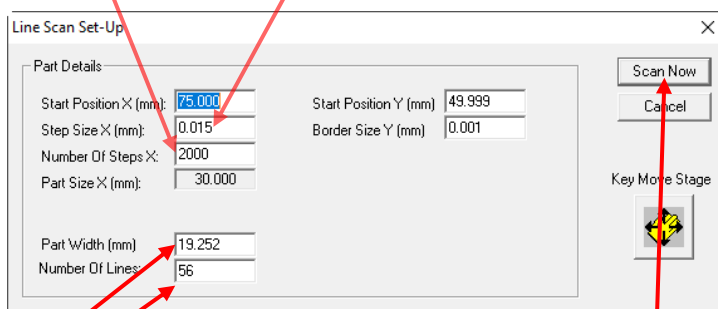 Line Scan Set-Up
Part Details
Start Position X (mm): 75.000
Start Position Y (mm) 49.999
Step Size X (mm): 0.015
Border Size Y (mm) 0.001
Number Of Steps X: 2000
Part Size X (mm): 30.000
Part Width (mm) 19.252
Number Of Lines: 56
Scan Now
Cancel
Key Move Stage